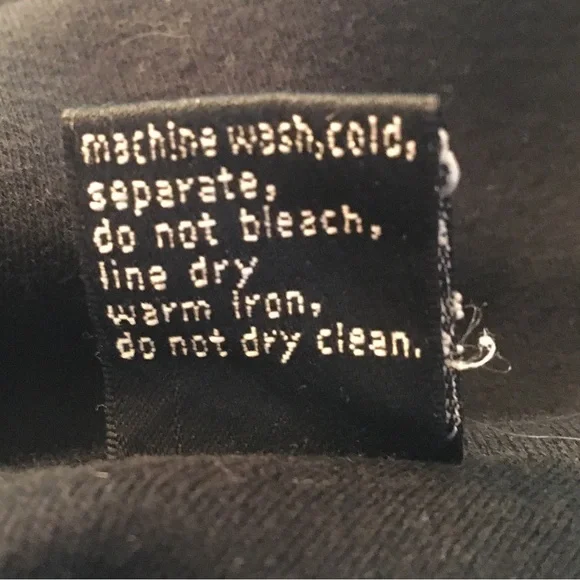 machine wash,cold,
separate,
do not bleach,
line dry
warm iron,
do not dry clean.